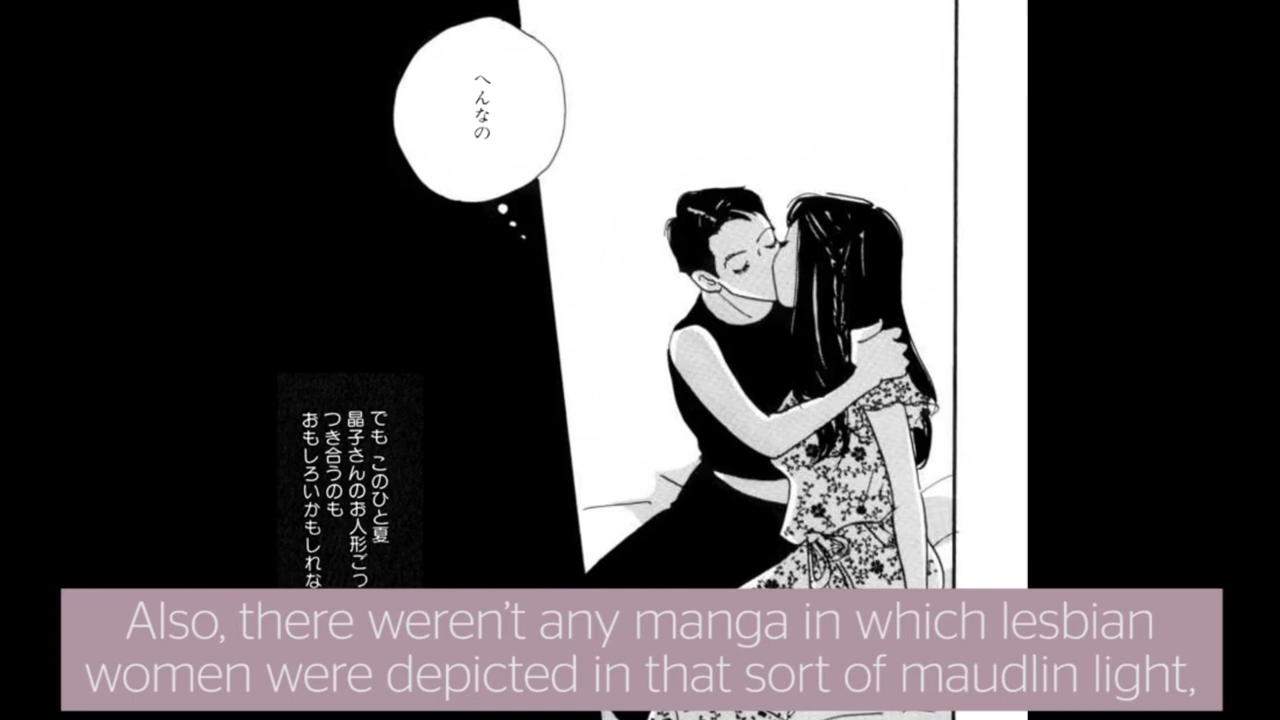 へんなの
でも このひと夏
晶子さんのお人形ごっ
つき合うのも
おもしろいかもしれな
Also, there weren't any manga in which lesbian
women were depicted in that sort of maudlin light,